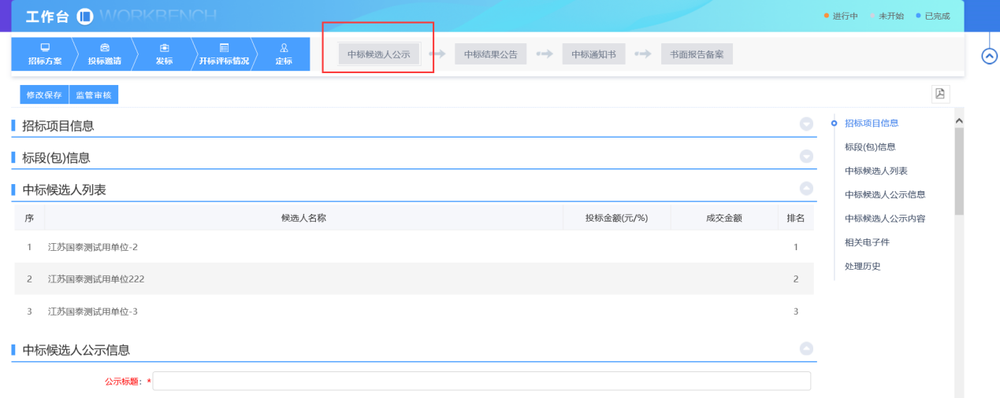 工作台 WORKBENCH
进行中 未开始 已完成
招标方案 投标邀请 发标 开标评标情况 定标 中标候选人公示 中标结果公告 中标通知书 书面报告备案
修改保存 监管审核
招标项目信息
标段(包)信息
中标候选人列表
序 候选人名称 投标金额(元/%) 成交金额 排名
1 江苏国泰测试用单位-2 1
2 江苏国泰测试用单位222 2
3 江苏国泰测试用单位-3 3
中标候选人公示信息
公示标题: *
招标项目信息
标段(包)信息
中标候选人列表
中标候选人公示信息
中标候选人公示内容
相关电子件
处理历史